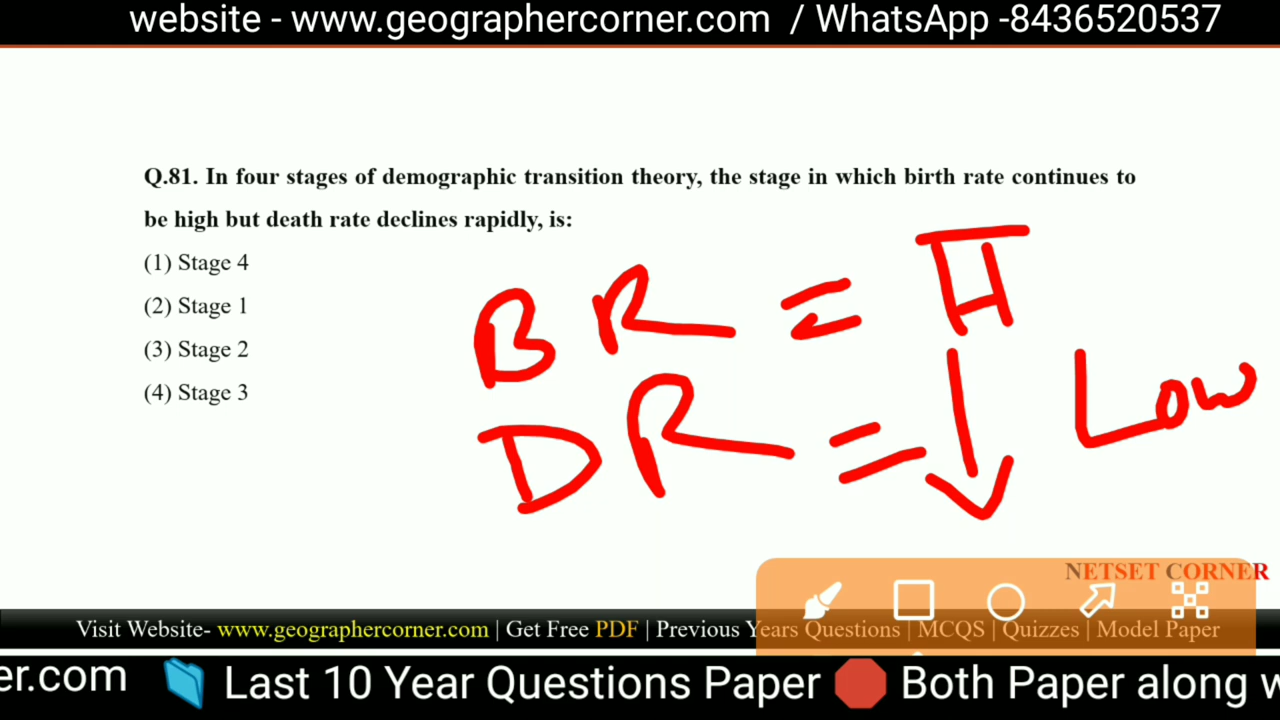 website - www.geographercorner.com / WhatsApp -8436520537
Q.81. In four stages of demographic transition theory, the stage in which birth rate continues to
be high but death rate declines rapidly, is:
(1) Stage 4
(2) Stage 1
(3) Stage 2
(4) Stage 3
BR = H
DR = ↓ Low
NETSET CORNER
Visit Website- www.geographercorner.com | Get Free PDF | Previous Years Questions | MCQS | Quizzes | Model Paper
er.com Last 10 Year Questions Paper Both Paper along w